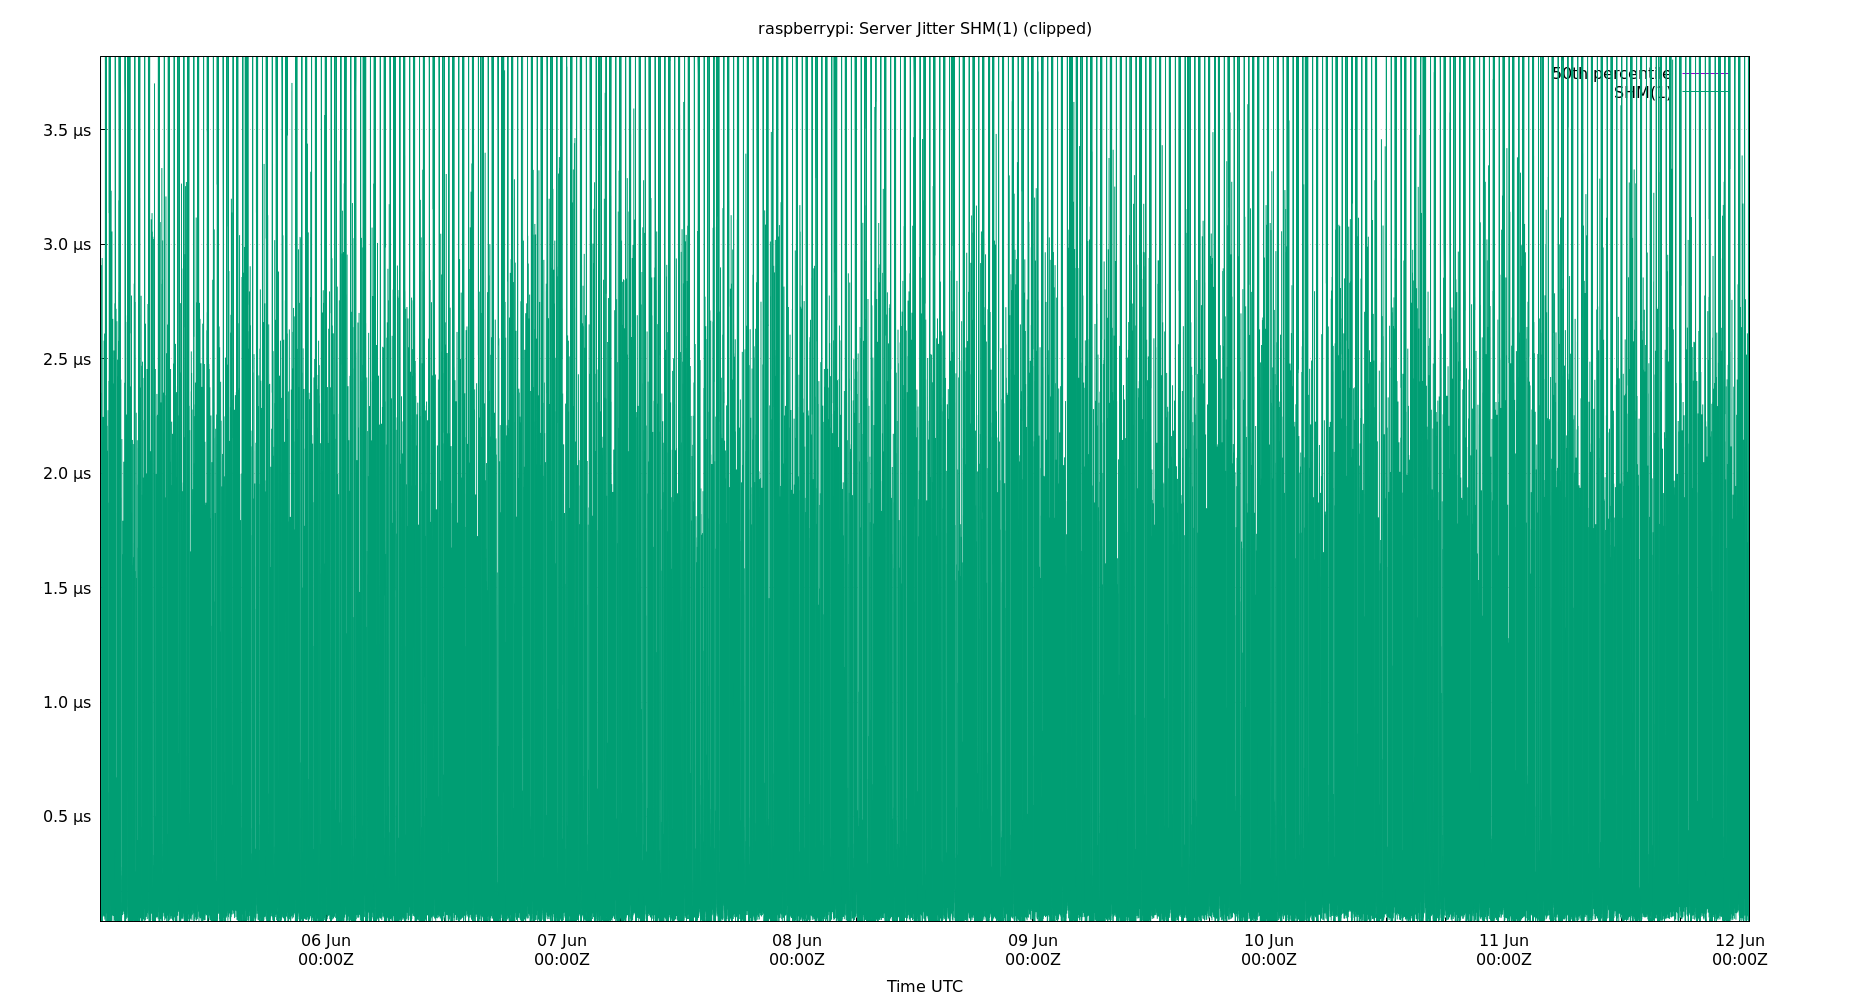 raspberrypi: Server Jitter SHM(1) (clipped)
50th percentile
SHM(1)
3.5 µs
3.0 µs
2.5 µs
2.0 µs
1.5 µs
1.0 µs
0.5 µs
06 Jun 07 Jun 08 Jun 09 Jun 10 Jun 11 Jun 12 Jun
00:00Z 00:00Z 00:00Z 00:00Z 00:00Z 00:00Z 00:00Z
Time UTC